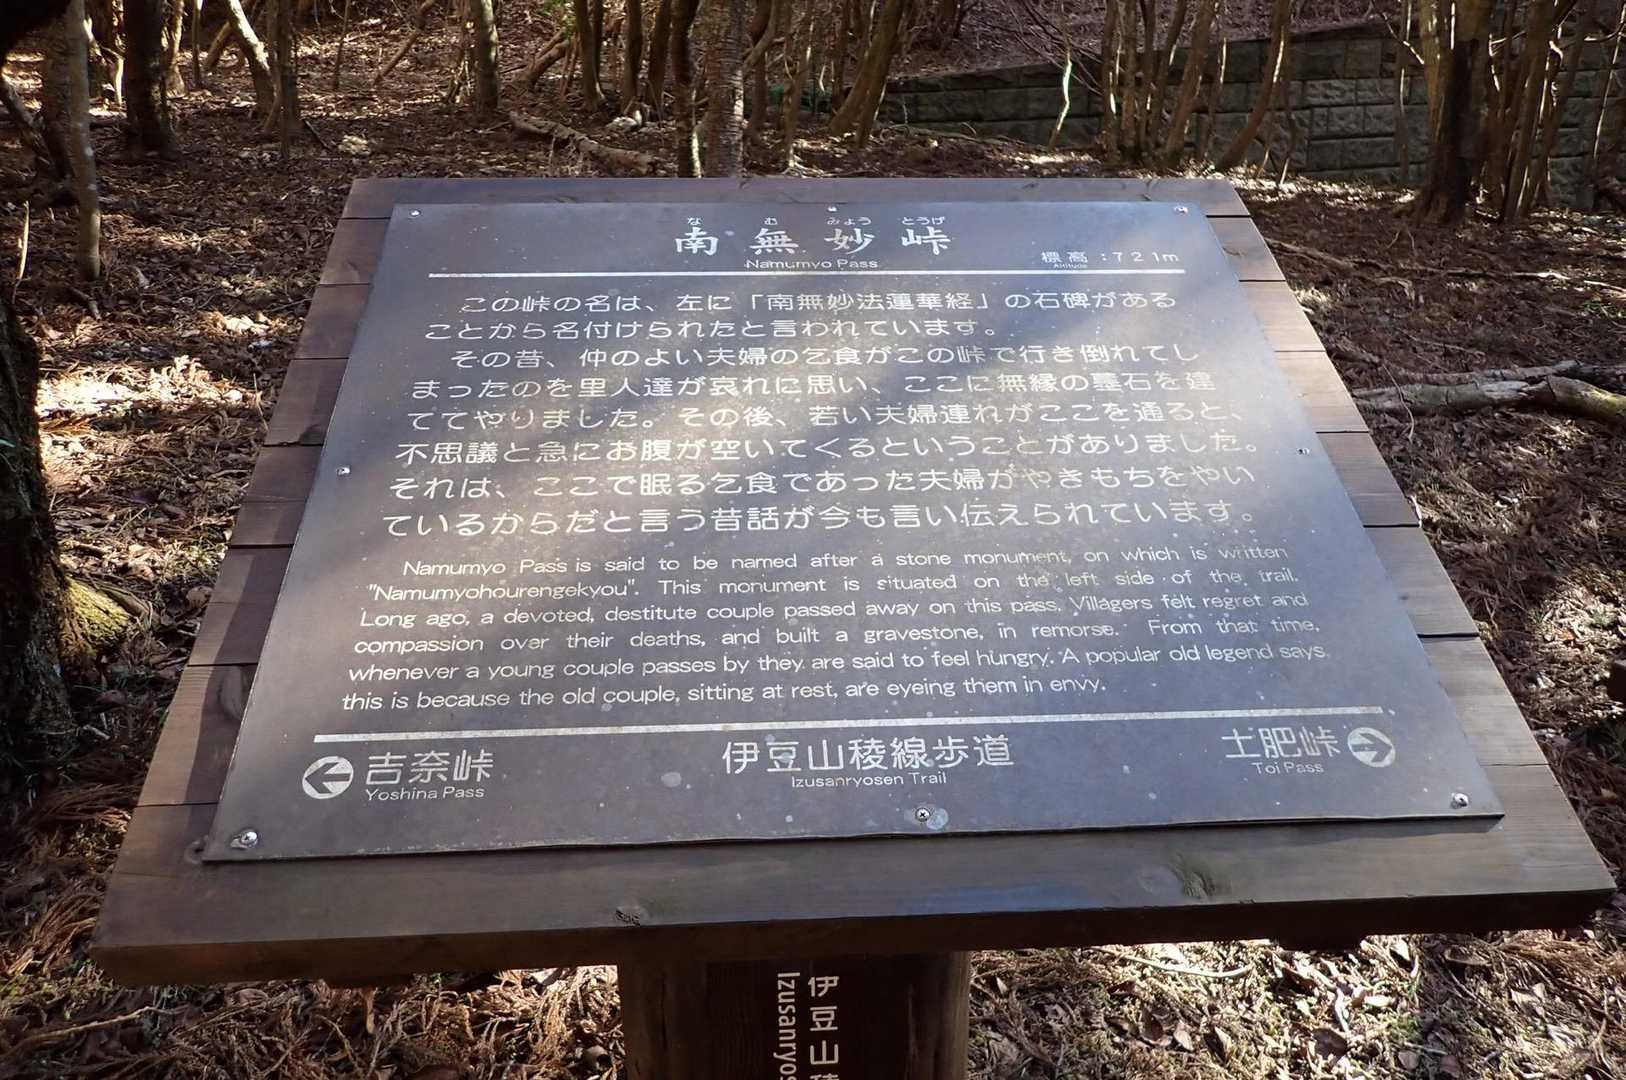 な む みょう とうげ
南無妙峠
Namumyo Pass
標高:721m
Altitude
この峠の名は、左に「南無妙法蓮華経」の石碑がある
ことから名付けられたと言われています。
その昔、仲のよい夫婦の乞食がこの峠で行き倒れてし
まったのを里人達が哀れに思い、ここに無縁の墓石を建
ててやりました。その後、若い夫婦連れがここを通ると、
不思議と急にお腹が空いてくるということがありました。
それは、ここで眠る乞食であった夫婦がやきもちをやい
ているからだと言う昔話が今も言い伝えられています。
Namumyo Pass is said to be named after a stone monument, on which is written
"Namumyohourengekyou". This monument is situated on the left side of the trail.
Long ago, a devoted, destitute couple passed away on this pass. Villagers felt regret and
compassion over their deaths, and built a gravestone, in remorse. From that time,
whenever a young couple passes by they are said to feel hungry. A popular old legend says
this is because the old couple, sitting at rest, are eyeing them in envy.
吉奈峠
Yoshina Pass
伊豆山稜線歩道
Izusanryosen Trail
土肥峠
Toi Pass
伊豆山稜
Izusanryos